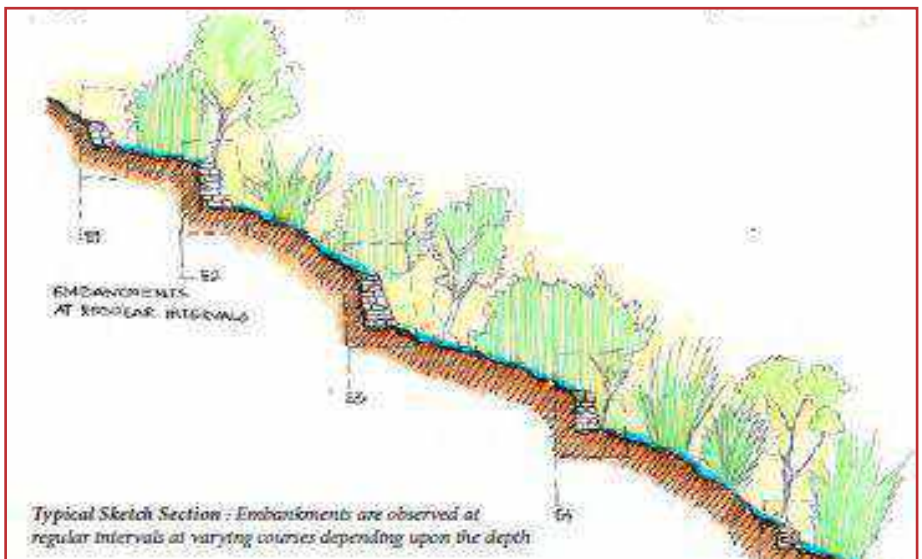 E1
E2
EMBANKMENTS
AT REGULAR INTERVALS
E3
E4
Typical Sketch Section : Embankments are observed at
regular intervals at varying courses depending upon the depth